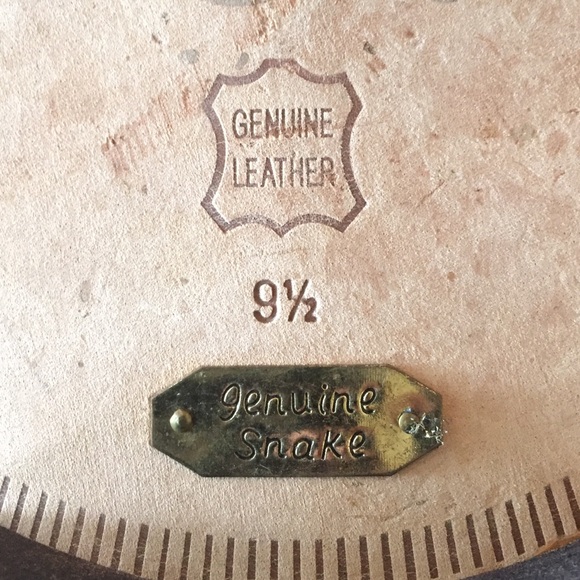 GENUINE
LEATHER
9½
genuine
snake